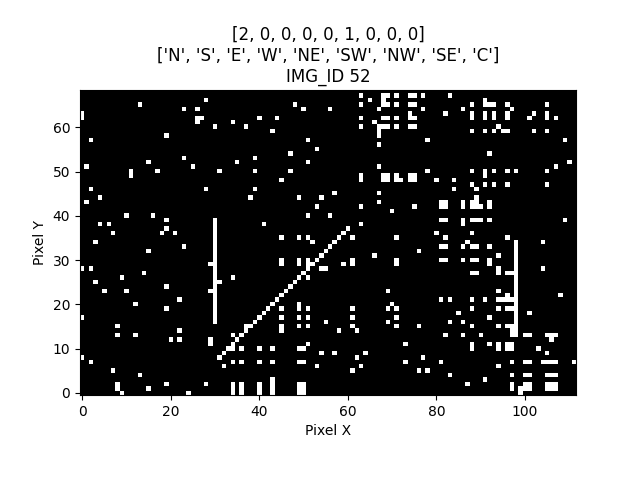 [2, 0, 0, 0, 0, 1, 0, 0, 0]
['N', 'S', 'E', 'W', 'NE', 'SW', 'NW', 'SE', 'C']
IMG_ID 52
60
50
40
30
20
10
0
Pixel Y
0 20 40 60 80 100
Pixel X